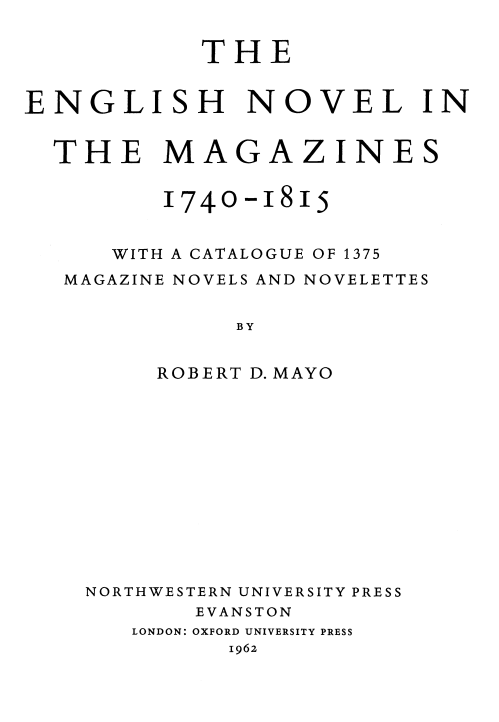 THE
ENGLISH NOVEL IN
THE MAGAZINES
1740-1815
WITH A CATALOGUE OF 1375
MAGAZINE NOVELS AND NOVELETTES
BY
ROBERT D. MAYO
NORTHWESTERN UNIVERSITY PRESS
EVANSTON
LONDON: OXFORD UNIVERSITY PRESS
1962